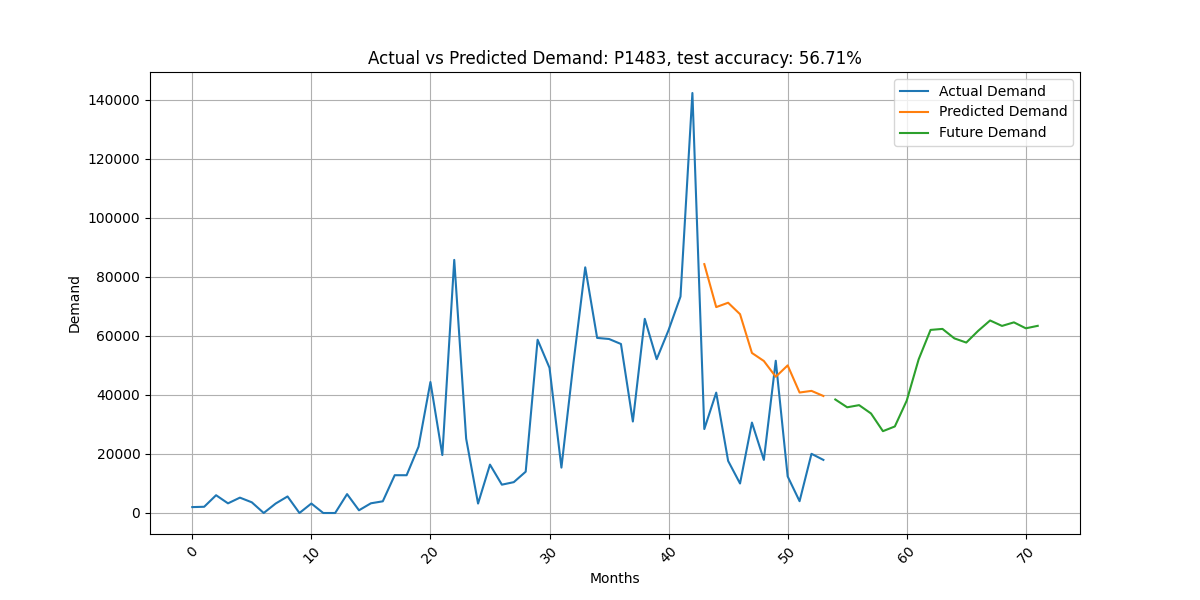 Actual vs Predicted Demand: P1483, test accuracy: 56.71%
Actual Demand
Predicted Demand
Future Demand
140000
120000
100000
80000
60000
40000
20000
0
Demand
0 10 20 30 40 50 60 70
Months